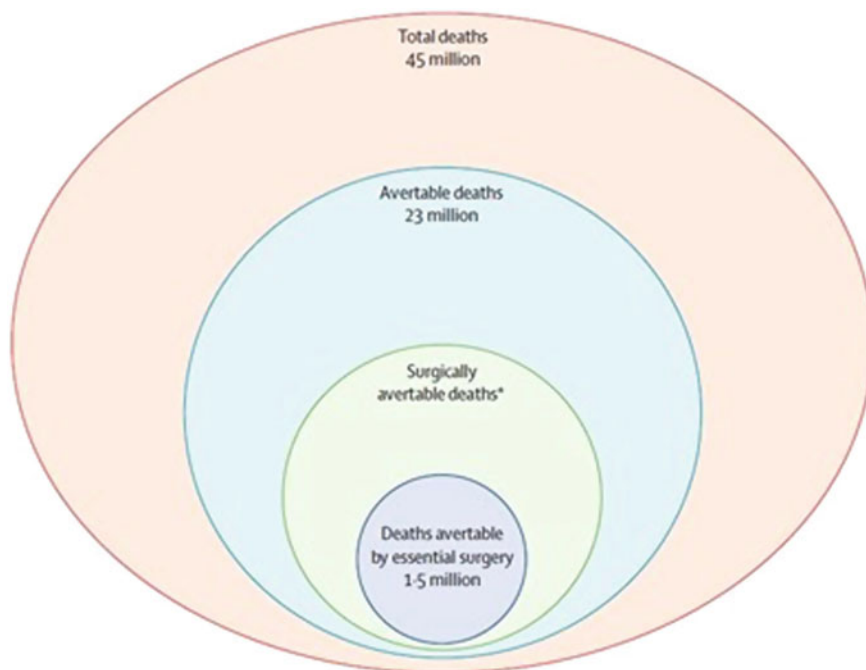 Total deaths
45 million
Avertable deaths
23 million
Surgically
avertable deaths*
Deaths avertable
by essential surgery
1·5 million